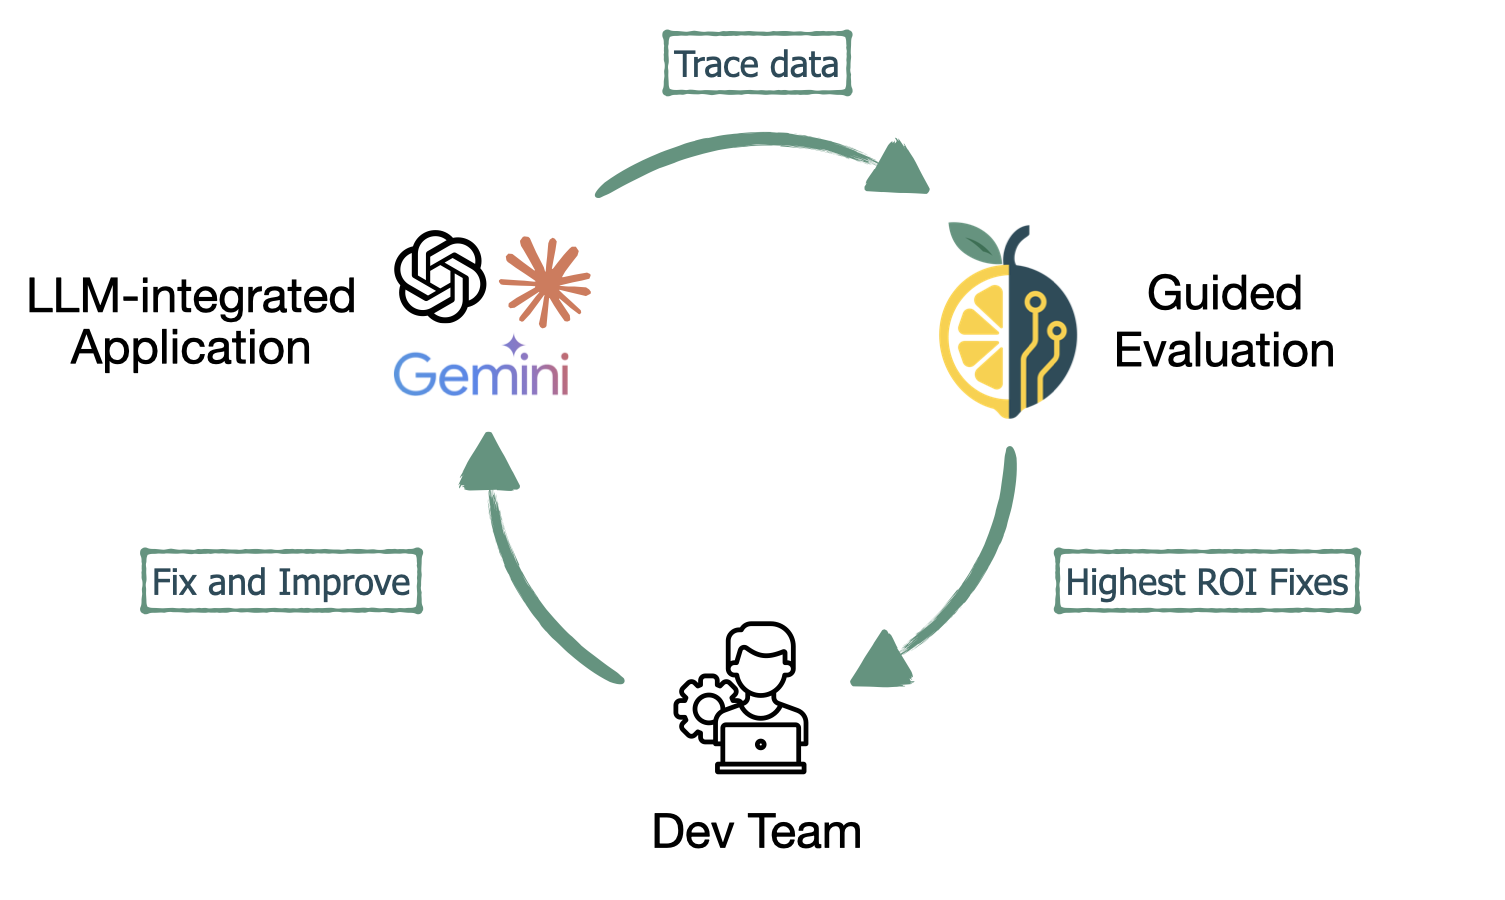 Trace data
LLM-integrated
Application
Gemini
Guided
Evaluation
Fix and Improve
Highest ROI Fixes
Dev Team